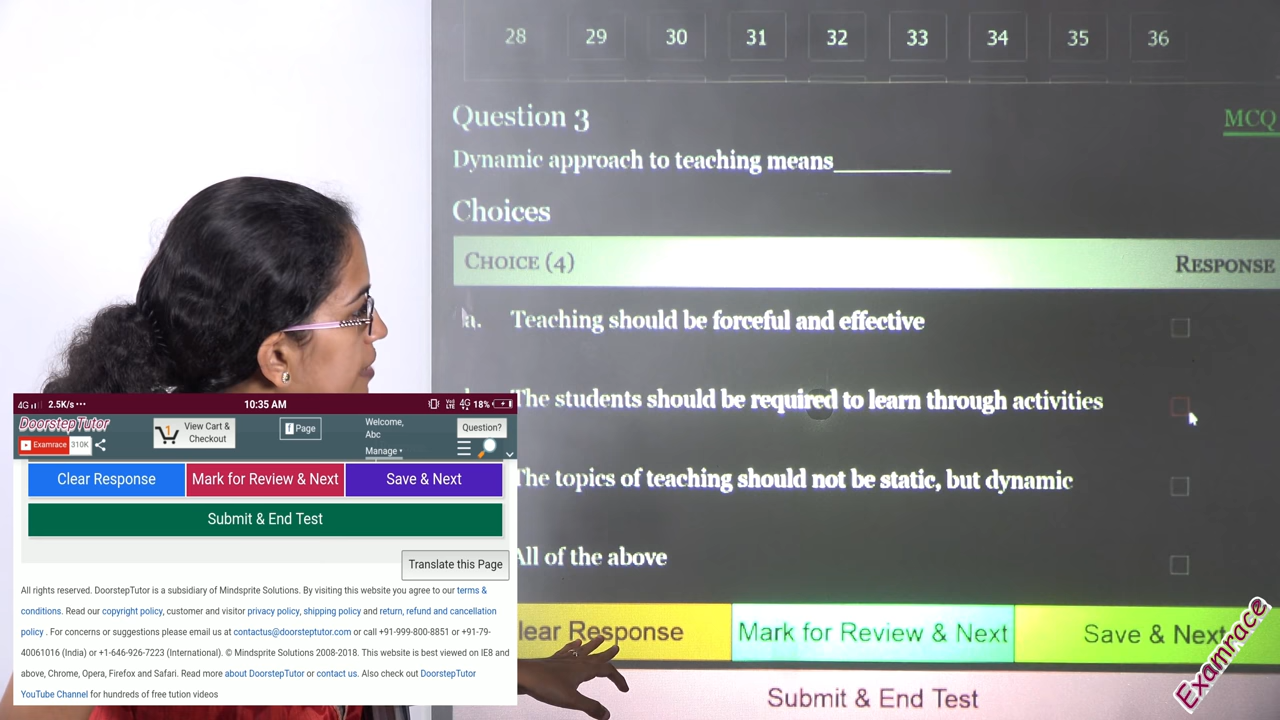 28 29 30 31 32 33 34 35 36
Question 3
MCQ
Dynamic approach to teaching means
Choices
CHOICE (4)
RESPONSE
a. Teaching should be forceful and effective
The students should be required to learn through activities
The topics of teaching should not be static, but dynamic
All of the above
lear Response
Mark for Review & Next
Save & Next
Submit & End Test
Examrace
4G 2.5K/s ••• 10:35 AM VoD LTE 4G 18%
DoorstepTutor
Examrace 310K
1 View Cart & Checkout
Page
Welcome, Abc
Manage
Question?
Clear Response Mark for Review & Next Save & Next
Submit & End Test
Translate this Page
All rights reserved. DoorstepTutor is a subsidiary of Mindsprite Solutions. By visiting this website you agree to our terms &
conditions. Read our copyright policy, customer and visitor privacy policy, shipping policy and return, refund and cancellation
policy . For concerns or suggestions please email us at contactus@doorsteptutor.com or call +91-999-800-8851 or +91-79-
40061016 (India) or +1-646-926-7223 (International). © Mindsprite Solutions 2008-2018. This website is best viewed on IE8 and
above, Chrome, Opera, Firefox and Safari. Read more about DoorstepTutor or contact us. Also check out DoorstepTutor
YouTube Channel for hundreds of free tution videos